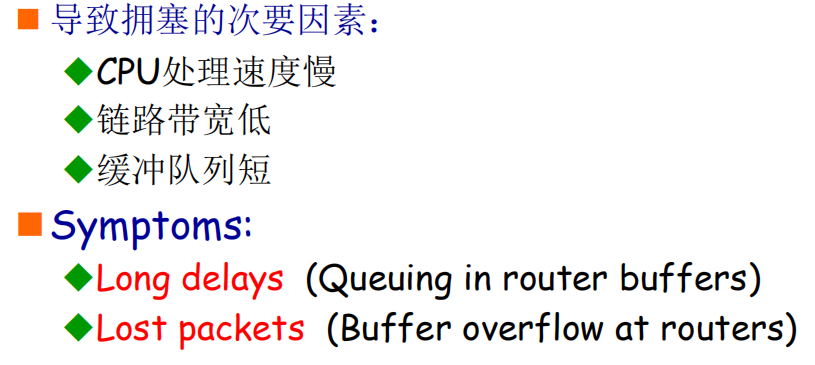 导致拥塞的次要因素：
CPU处理速度慢
链路带宽低
缓冲队列短
Symptoms:
Long delays (Queuing in router buffers)
Lost packets (Buffer overflow at routers)